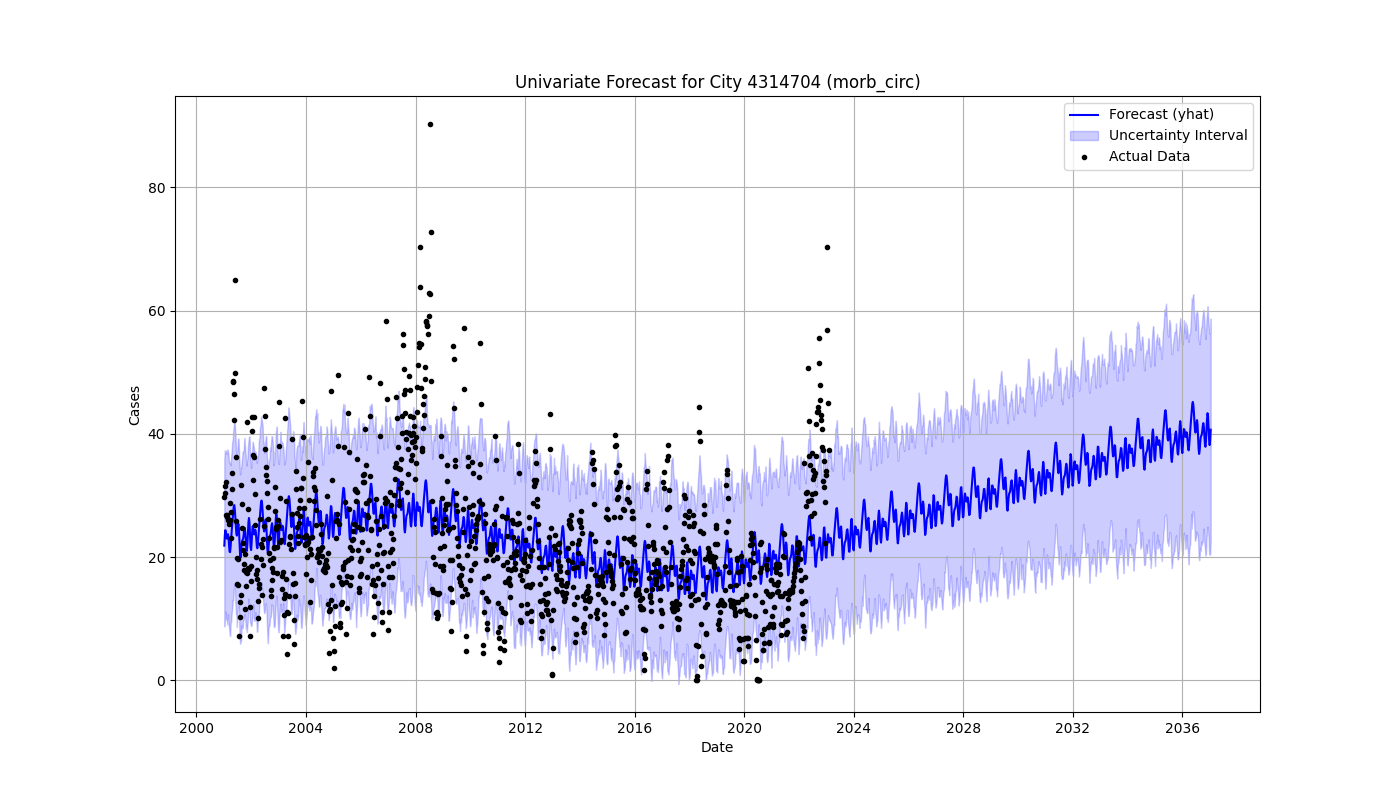 Univariate Forecast for City 4314704 (morb_circ)
Forecast (yhat)
Uncertainty Interval
Actual Data
Cases
80
60
40
20
0
2000 2004 2008 2012 2016 2020 2024 2028 2032 2036
Date